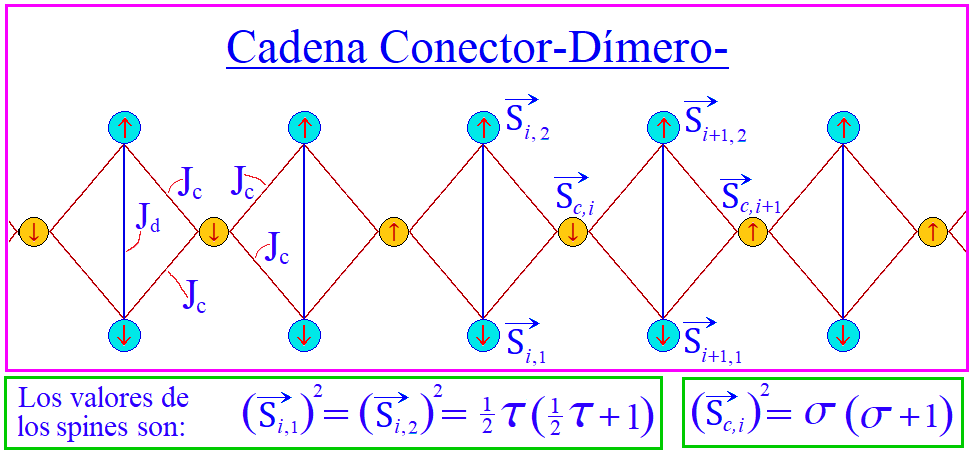 Cadena Conector-Dímero-
↑ ↑ ↑ S⃗i,2 ↑ S⃗i+1,2 ↑
Jc Jc S⃗c,i S⃗c,i+1
↓ Jd ↓ ↑ ↓ ↑ ↑
Jc Jc
↓ ↓ ↓ S⃗i,1 ↓ S⃗i+1,1 ↓
Los valores de
los spines son:
(S⃗i,1)² = (S⃗i,2)² = ½ τ (½ τ + 1)
(S⃗c,i)² = σ (σ + 1)